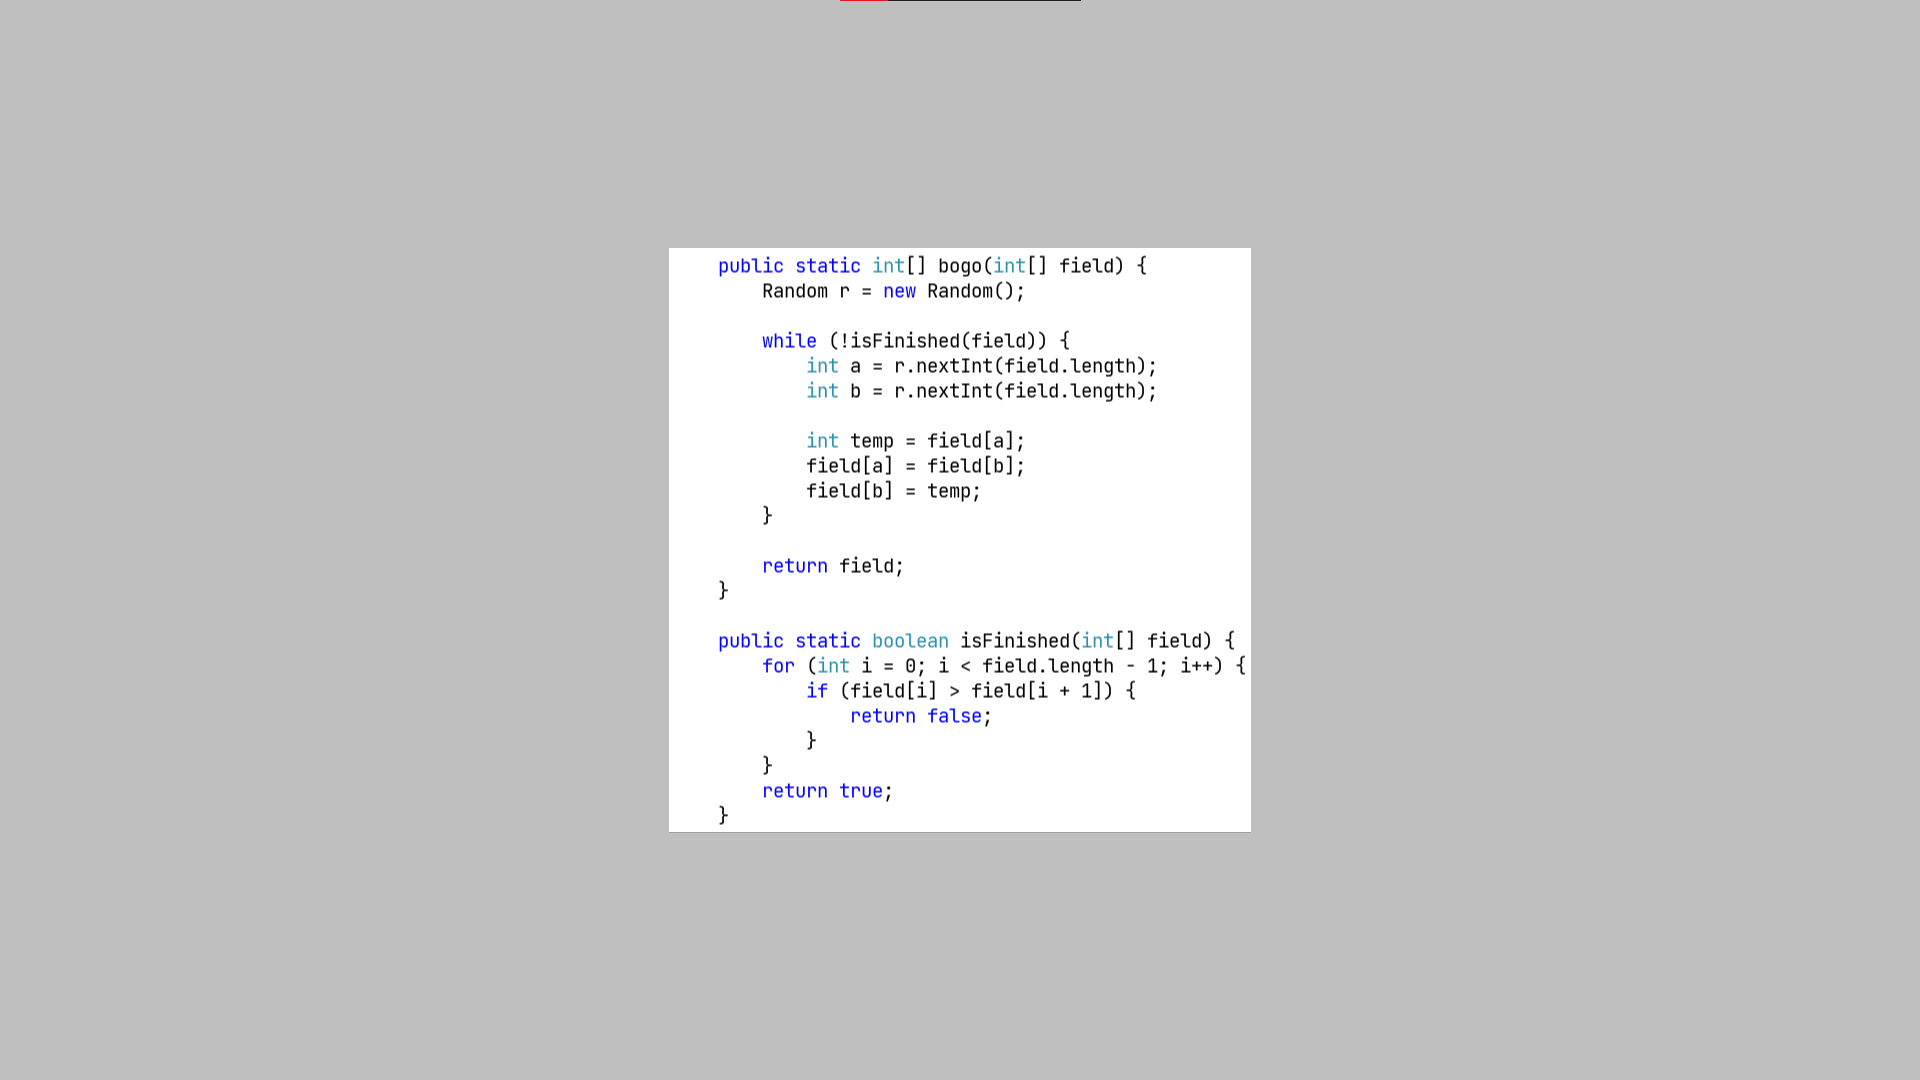 public static int[] bogo(int[] field) {
    Random r = new Random();

    while (!isFinished(field)) {
        int a = r.nextInt(field.length);
        int b = r.nextInt(field.length);

        int temp = field[a];
        field[a] = field[b];
        field[b] = temp;
    }

    return field;
}

public static boolean isFinished(int[] field) {
    for (int i = 0; i < field.length - 1; i++) {
        if (field[i] > field[i + 1]) {
            return false;
        }
    }
    return true;
}